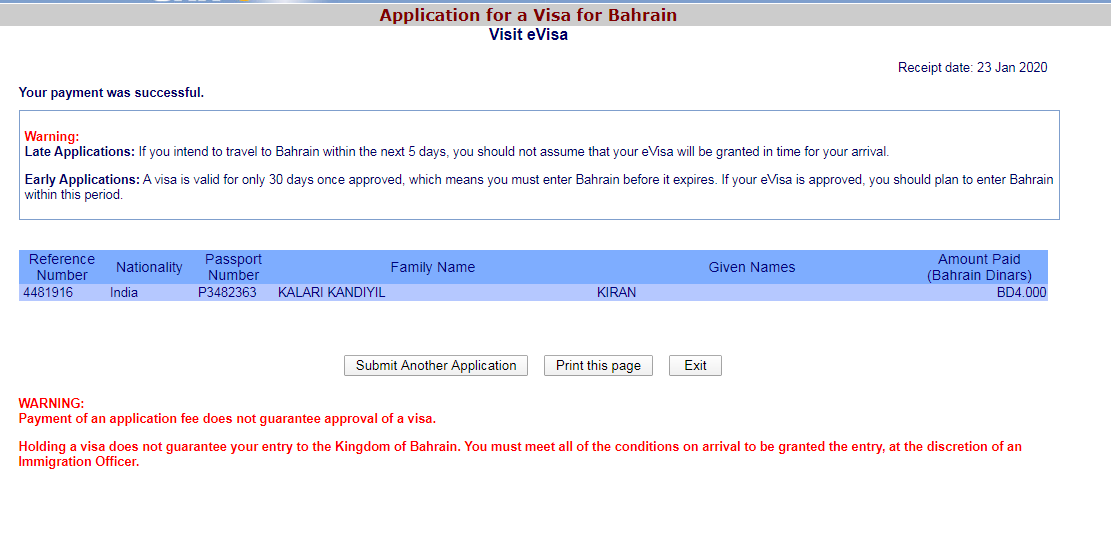 Application for a Visa for Bahrain
Visit eVisa
Receipt date: 23 Jan 2020
Your payment was successful.
Warning:
Late Applications: If you intend to travel to Bahrain within the next 5 days, you should not assume that your eVisa will be granted in time for your arrival.
Early Applications: A visa is valid for only 30 days once approved, which means you must enter Bahrain before it expires. If your eVisa is approved, you should plan to enter Bahrain
within this period.
Reference Number Nationality Passport Number Family Name Given Names Amount Paid (Bahrain Dinars)
4481916 India P3482363 KALARI KANDIYIL KIRAN BD4.000
Submit Another Application Print this page Exit
WARNING:
Payment of an application fee does not guarantee approval of a visa.
Holding a visa does not guarantee your entry to the Kingdom of Bahrain. You must meet all of the conditions on arrival to be granted the entry, at the discretion of an
Immigration Officer.